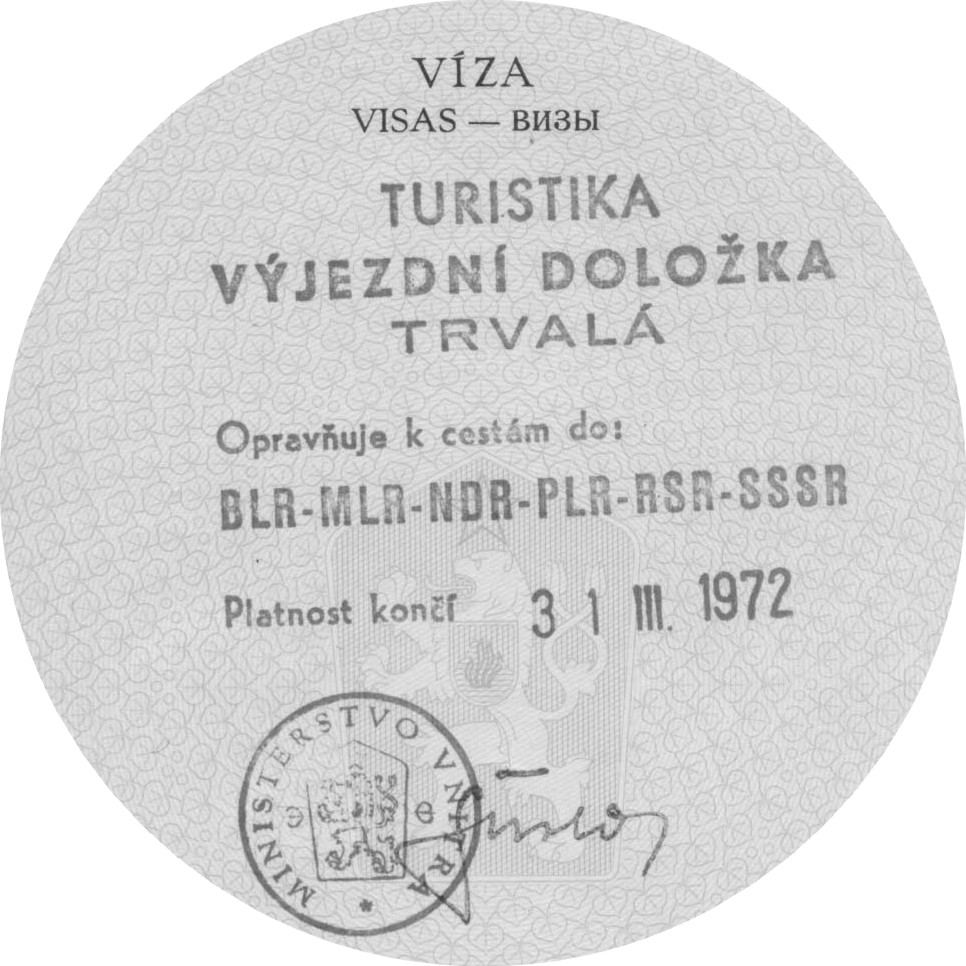 VÍZA
VISAS — ВИЗЫ
TURISTIKA
VÝJEZDNÍ DOLOŽKA
TRVALÁ
Opravňuje k cestám do:
BLR-MLR-NDR-PLR-RSR-SSSR
Platnost končí 31 III. 1972
MINISTERSTVO VNITRA